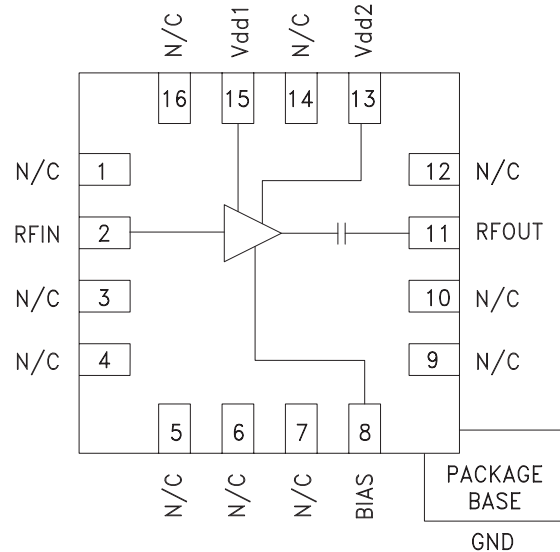 N/C
Vdd1
N/C
Vdd2
16
15
14
13
N/C
1
12
N/C
RFIN
2
11
RFOUT
N/C
3
10
N/C
N/C
4
9
N/C
5
6
7
8
N/C
N/C
N/C
BIAS
PACKAGE
BASE
GND